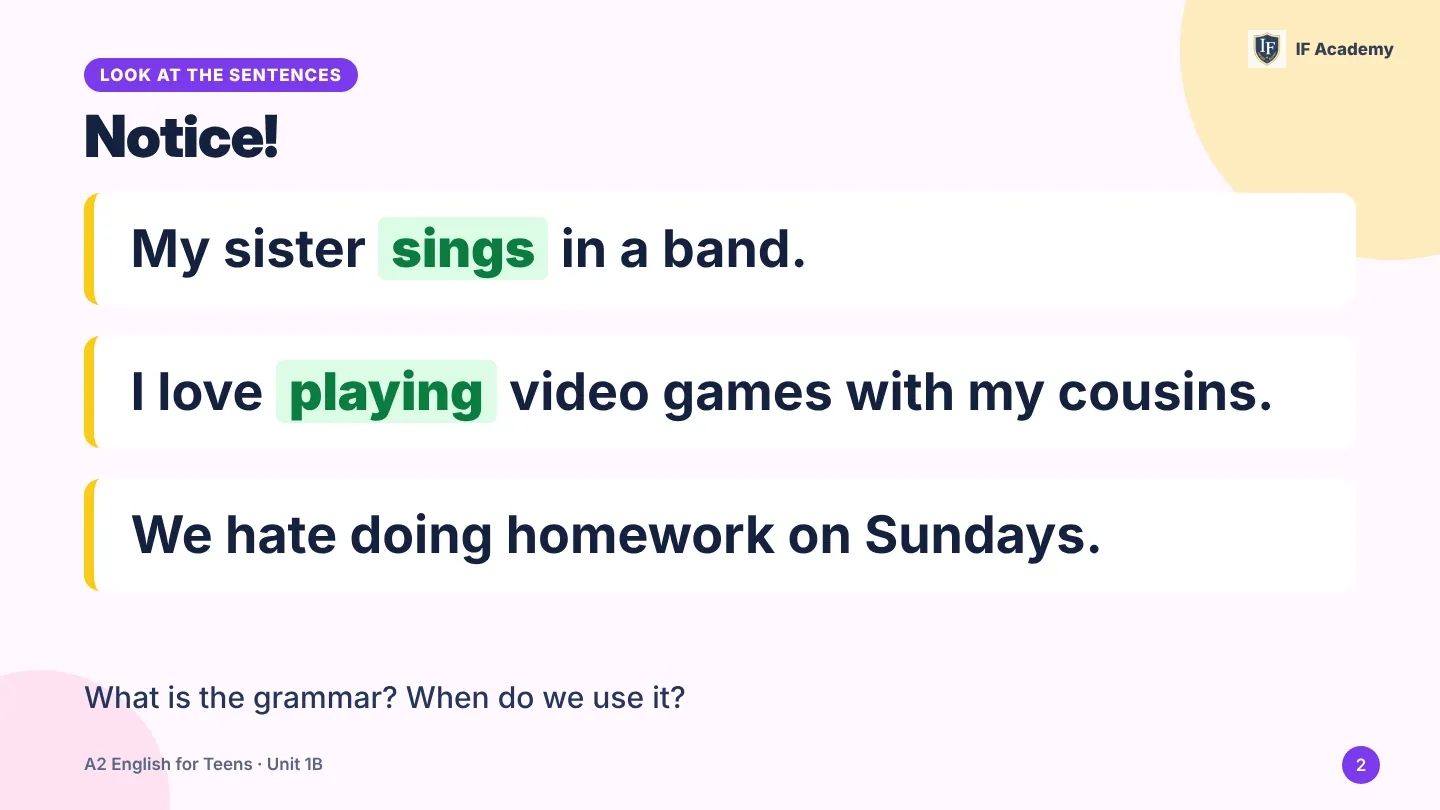 IF
IF Academy
LOOK AT THE SENTENCES
Notice!
My sister sings in a band.
I love playing video games with my cousins.
We hate doing homework on Sundays.
What is the grammar? When do we use it?
A2 English for Teens · Unit 1B
2